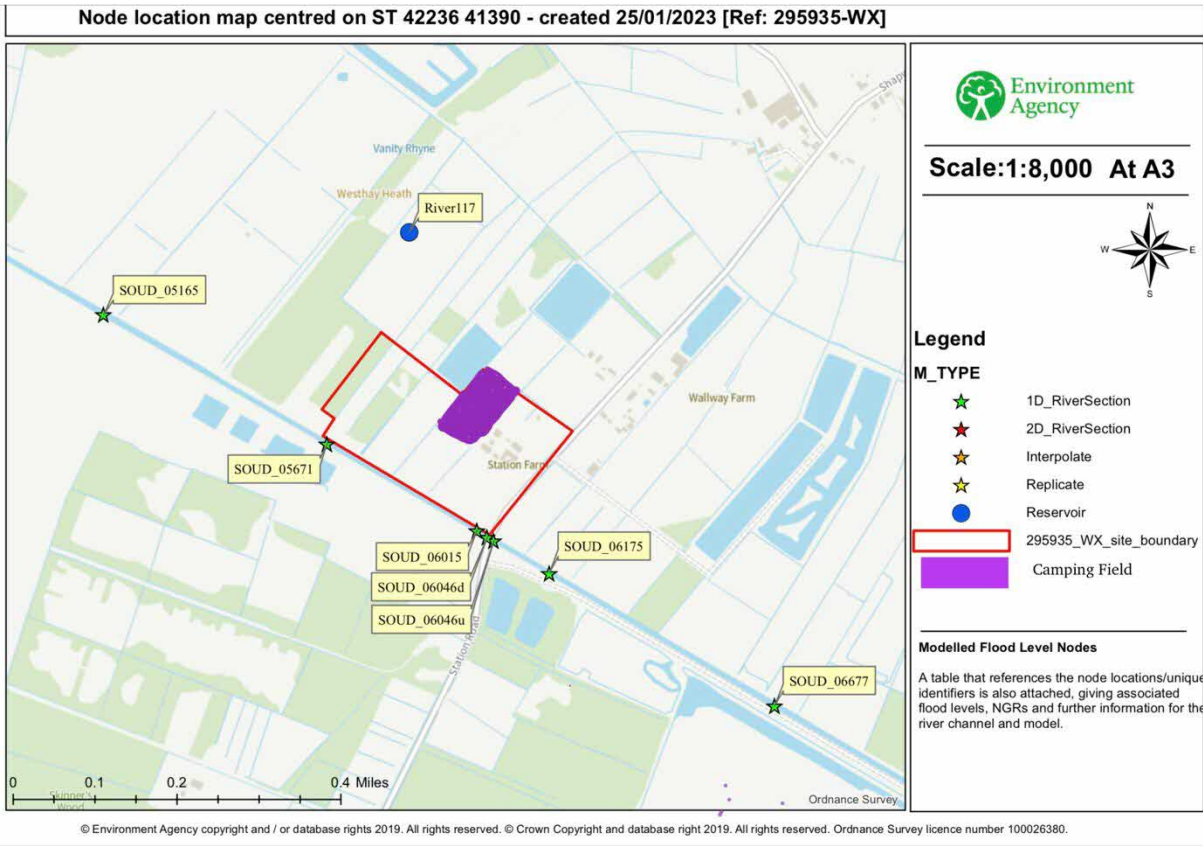 Node location map centred on ST 42236 41390 - created 25/01/2023 [Ref: 295935-WX]
Vanity Rhyne
Westhay Heath
River117
SOUD_05165
Wallway Farm
Station Farm
SOUD_05671
SOUD_06015
SOUD_06046d
SOUD_06046u
SOUD_06175
Station Road
SOUD_06677
0 0.1 0.2 0.4 Miles
Skinner's
Wood
Ordnance Survey
Environment
Agency
Scale:1:8,000 At A3
N
W E
S
Legend
M_TYPE
1D_RiverSection
2D_RiverSection
Interpolate
Replicate
Reservoir
295935_WX_site_boundary
Camping Field
Modelled Flood Level Nodes
A table that references the node locations/unique
identifiers is also attached, giving associated
flood levels, NGRs and further information for the
river channel and model.
© Environment Agency copyright and / or database rights 2019. All rights reserved. © Crown Copyright and database right 2019. All rights reserved. Ordnance Survey licence number 100026380.